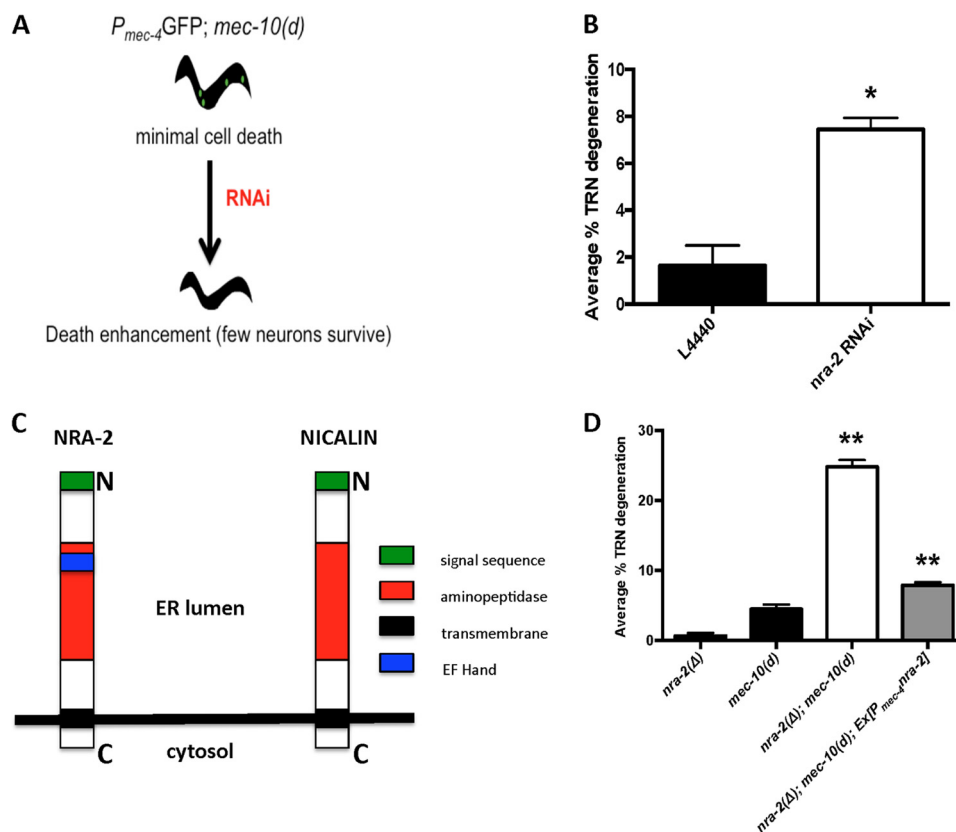 A
P_mec-4GFP; mec-10(d)
minimal cell death
RNAi
Death enhancement (few neurons survive)
B
Average % TRN degeneration
10
8
6
4
2
0
*
L4440
nra-2 RNAi
C
NRA-2
NICALIN
N
N
ER lumen
signal sequence
aminopeptidase
transmembrane
EF Hand
C
C
cytosol
D
Average % TRN degeneration
30
20
10
0
**
**
nra-2(Δ)
mec-10(d)
nra-2(Δ); mec-10(d)
nra-2(Δ); mec-10(d); Ex[P_mec-4nra-2]